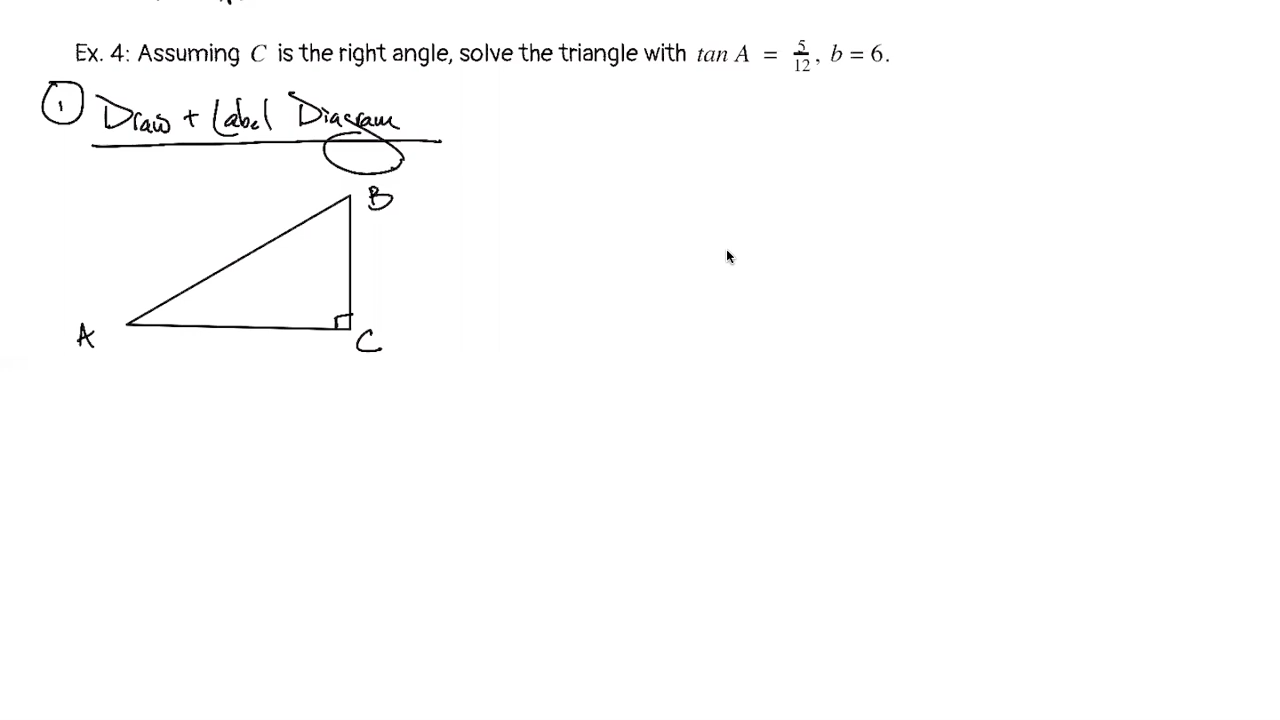 Ex. 4: Assuming C is the right angle, solve the triangle with tan A = 5/12, b = 6.
① Draw + Label Diagram
B
A
C